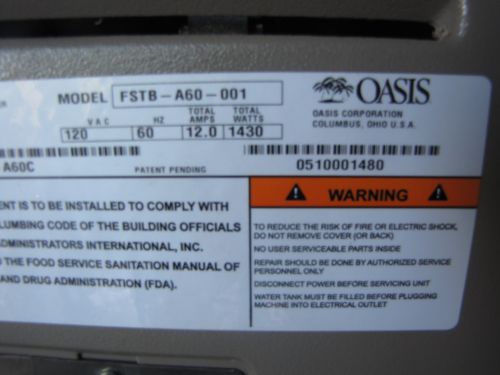 MODEL FSTB-A60-001
OASIS
VAC HZ TOTAL AMPS TOTAL WATTS
120 60 12.0 1430
OASIS CORPORATION
COLUMBUS, OHIO U.S.A.
A60C
PATENT PENDING
0510001480
ENT IS TO BE INSTALLED TO COMPLY WITH
LUMBING CODE OF THE BUILDING OFFICIALS
ADMINISTRATORS INTERNATIONAL, INC.
THE FOOD SERVICE SANITATION MANUAL OF
AND DRUG ADMINISTRATION (FDA).
WARNING
TO REDUCE THE RISK OF FIRE OR ELECTRIC SHOCK,
DO NOT REMOVE COVER (OR BACK)
NO USER SERVICEABLE PARTS INSIDE
REPAIR SHOULD BE DONE BY AUTHORIZED SERVICE
PERSONNEL ONLY
DISCONNECT POWER BEFORE SERVICING UNIT
WATER TANK MUST BE FILLED BEFORE PLUGGING
MACHINE INTO ELECTRICAL OUTLET